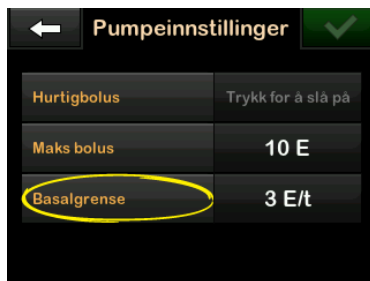 Pumpeinnstillinger
Hurtigbolus Trykk for å slå på
Maks bolus 10 E
Basalgrense 3 E/t